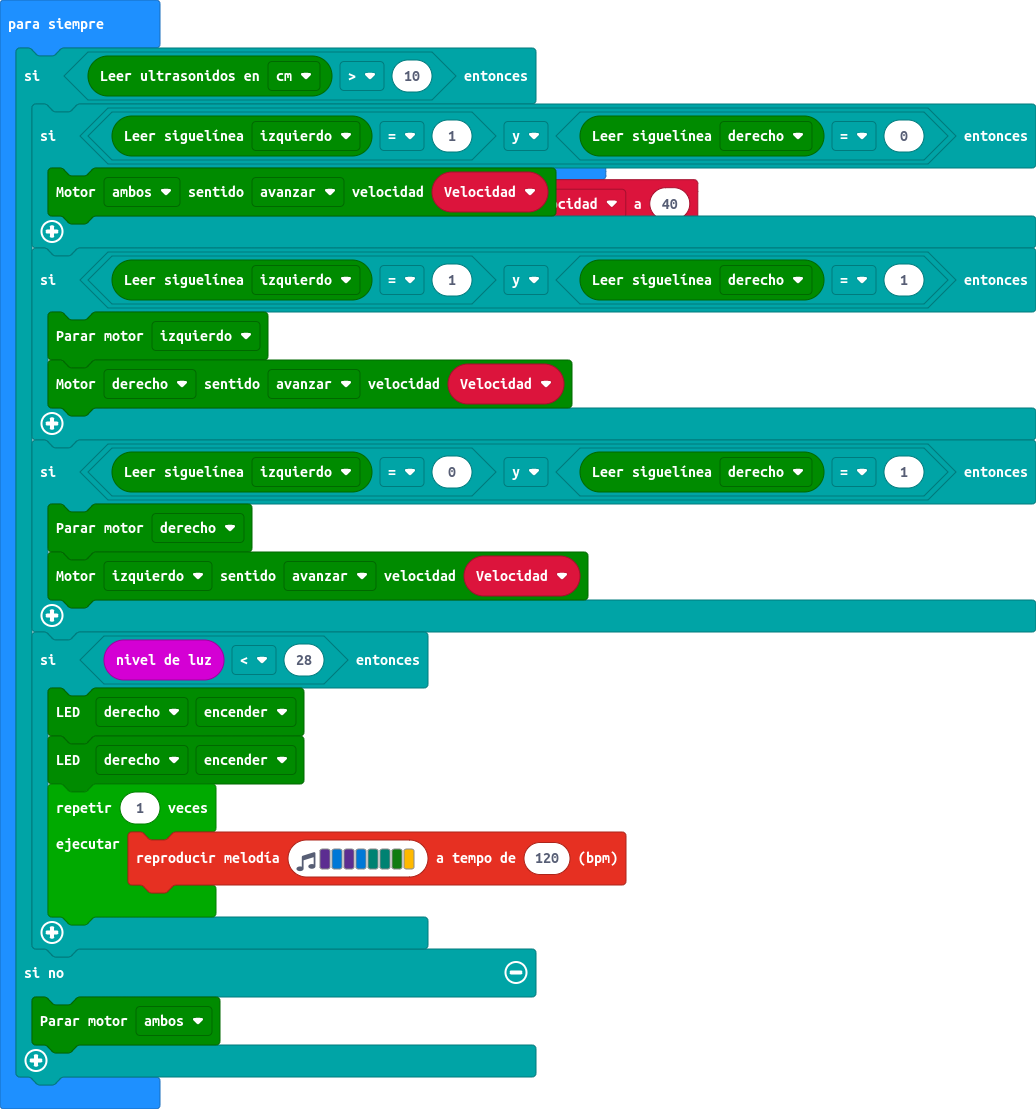 para siempre
si Leer ultrasonidos en cm > 10 entonces
si Leer siguelínea izquierdo = 1 y Leer siguelínea derecho = 0 entonces
Motor ambos sentido avanzar velocidad Velocidad
a 40
si Leer siguelínea izquierdo = 1 y Leer siguelínea derecho = 1 entonces
Parar motor izquierdo
Motor derecho sentido avanzar velocidad Velocidad
si Leer siguelínea izquierdo = 0 y Leer siguelínea derecho = 1 entonces
Parar motor derecho
Motor izquierdo sentido avanzar velocidad Velocidad
si nivel de luz < 28 entonces
LED derecho encender
LED derecho encender
repetir 1 veces
ejecutar reproducir melodía a tempo de 120 (bpm)
si no
Parar motor ambos